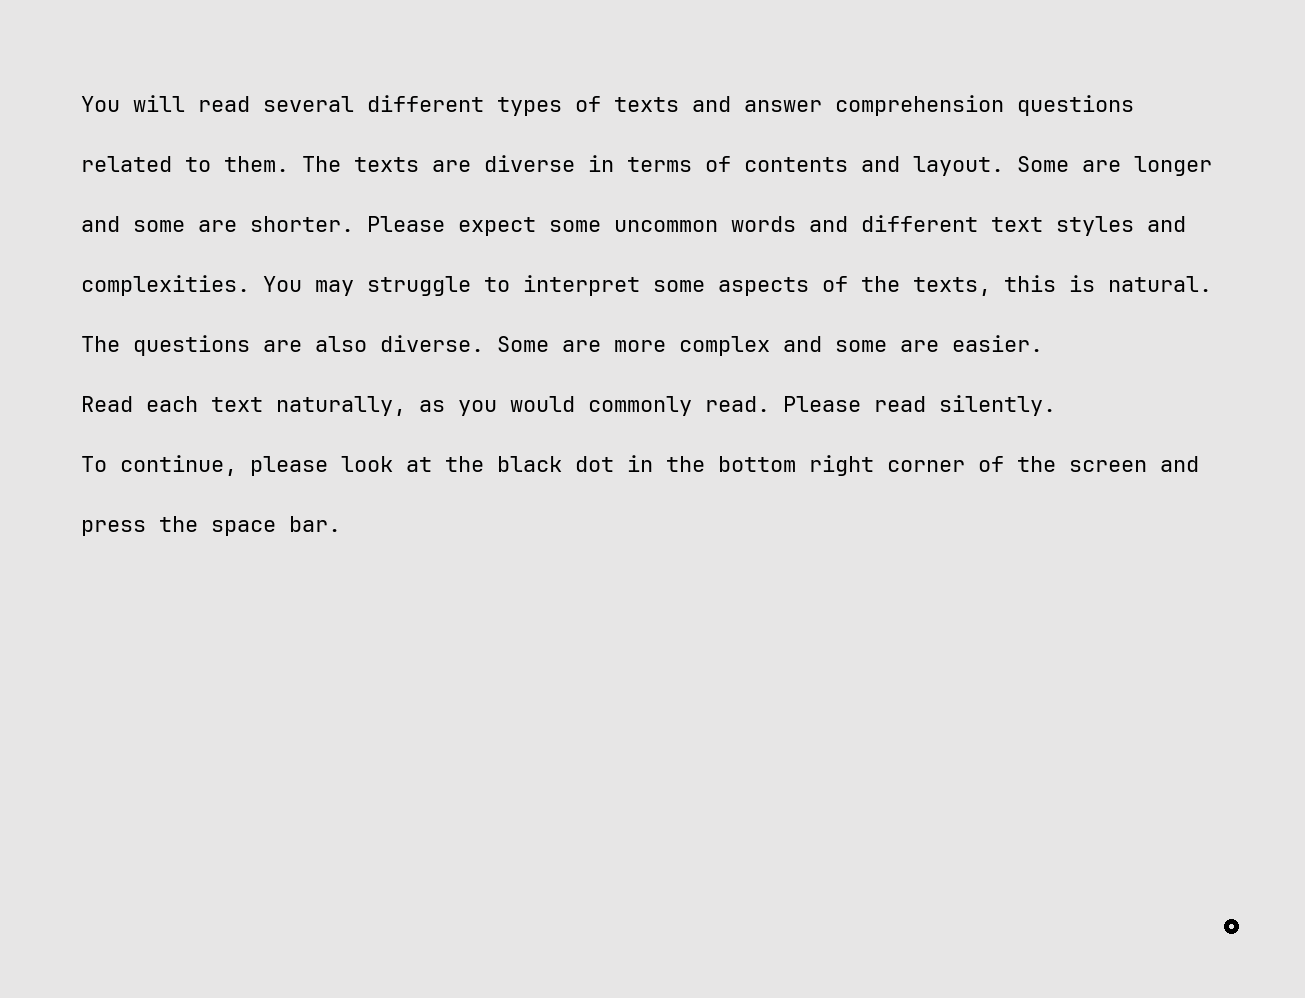 You will read several different types of texts and answer comprehension questions
related to them. The texts are diverse in terms of contents and layout. Some are longer
and some are shorter. Please expect some uncommon words and different text styles and
complexities. You may struggle to interpret some aspects of the texts, this is natural.
The questions are also diverse. Some are more complex and some are easier.
Read each text naturally, as you would commonly read. Please read silently.
To continue, please look at the black dot in the bottom right corner of the screen and
press the space bar.